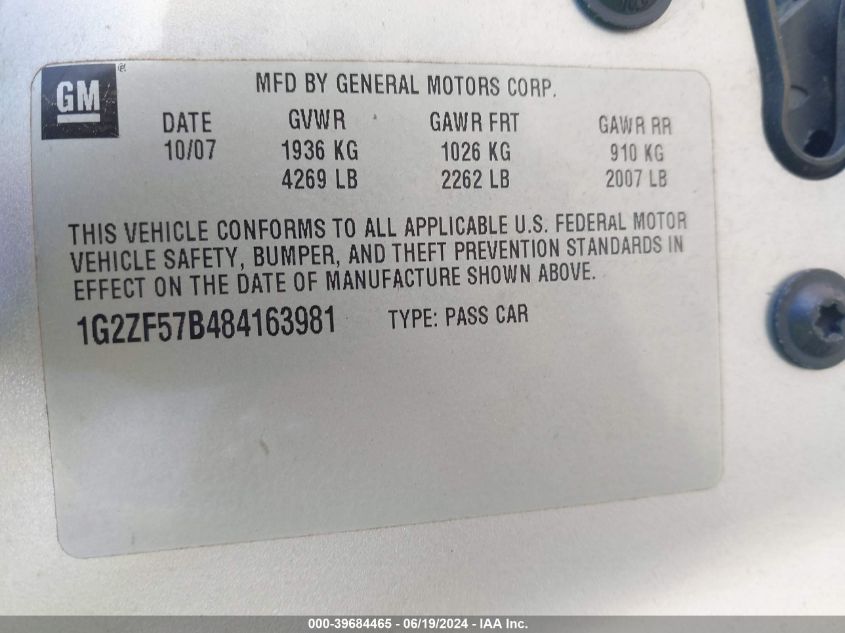 GM
MFD BY GENERAL MOTORS CORP.
DATE GVWR GAWR FRT GAWR RR
10/07 1936 KG 1026 KG 910 KG
4269 LB 2262 LB 2007 LB
THIS VEHICLE CONFORMS TO ALL APPLICABLE U.S. FEDERAL MOTOR
VEHICLE SAFETY, BUMPER, AND THEFT PREVENTION STANDARDS IN
EFFECT ON THE DATE OF MANUFACTURE SHOWN ABOVE.
1G2ZF57B484163981 TYPE: PASS CAR
000-39684465 - 06/19/2024 - IAA Inc.